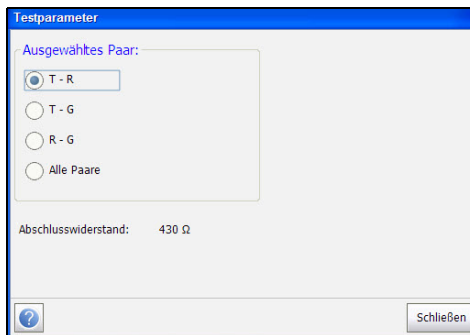 Testparameter
Ausgewähltes Paar:
T - R
T - G
R - G
Alle Paare
Abschlusswiderstand: 430 Ω
? Schließen